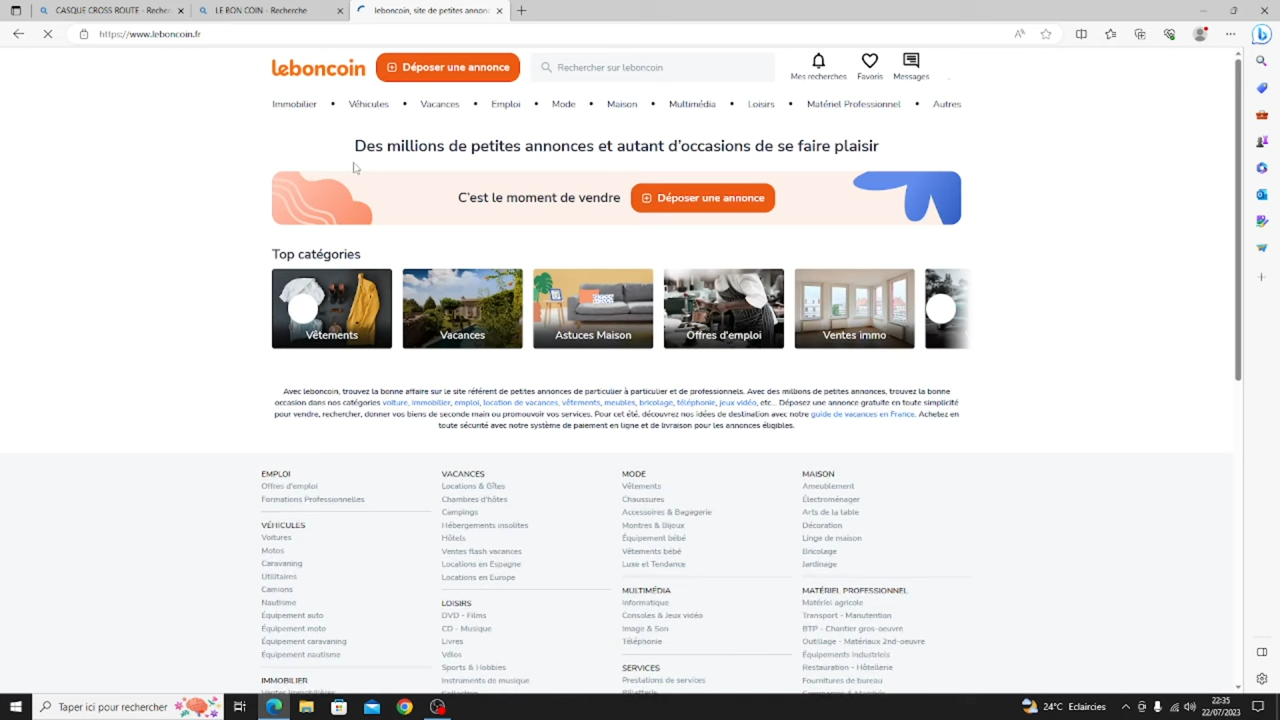 CASQUE CROSS ROUTE - Recher
LE BON COIN - Recherche
leboncoin, site de petites annonc
https://www.leboncoin.fr
leboncoin
Déposer une annonce
Rechercher sur leboncoin
Mes recherches
Favoris
Messages
Immobilier • Véhicules • Vacances • Emploi • Mode • Maison • Multimédia • Loisirs • Matériel Professionnel • Autres
Des millions de petites annonces et autant d'occasions de se faire plaisir
C'est le moment de vendre
Déposer une annonce
Top catégories
Vêtements
Vacances
Astuces Maison
Offres d'emploi
Ventes immo
Avec leboncoin, trouvez la bonne affaire sur le site référent de petites annonces de particulier à particulier et de professionnels. Avec des millions de petites annonces, trouvez la bonne
occasion dans nos catégories voiture, immobilier, emploi, location de vacances, vêtements, meubles, bricolage, téléphonie, jeux vidéo, etc... Déposez une annonce gratuite en toute simplicité
pour vendre, rechercher, donner vos biens de seconde main ou promouvoir vos services. Pour cet été, découvrez nos idées de destination avec notre guide de vacances en France. Achetez en
toute sécurité avec notre système de paiement en ligne et de livraison pour les annonces éligibles.
EMPLOI
Offres d'emploi
Formations Professionnelles
VÉHICULES
Voitures
Motos
Caravaning
Utilitaires
Camions
Nautisme
Équipement auto
Équipement moto
Équipement caravaning
Équipement nautisme
IMMOBILIER
Ventes immobilières
VACANCES
Locations & Gîtes
Chambres d'hôtes
Campings
Hébergements insolites
Hôtels
Ventes flash vacances
Locations en Espagne
Locations en Europe
LOISIRS
DVD - Films
CD - Musique
Livres
Vélos
Sports & Hobbies
Instruments de musique
Collection
MODE
Vêtements
Chaussures
Accessoires & Bagagerie
Montres & Bijoux
Équipement bébé
Vêtements bébé
Luxe et Tendance
MULTIMÉDIA
Informatique
Consoles & Jeux vidéo
Image & Son
Téléphonie
SERVICES
Prestations de services
Billetterie
MAISON
Ameublement
Électroménager
Arts de la table
Décoration
Linge de maison
Bricolage
Jardinage
MATÉRIEL PROFESSIONNEL
Matériel agricole
Transport - Manutention
BTP - Chantier gros-oeuvre
Outillage - Matériaux 2nd-oeuvre
Équipements Industriels
Restauration - Hôtellerie
Fournitures de bureau
Taper ici pour rechercher
24°C Eclaircies
22:35
22/07/2023